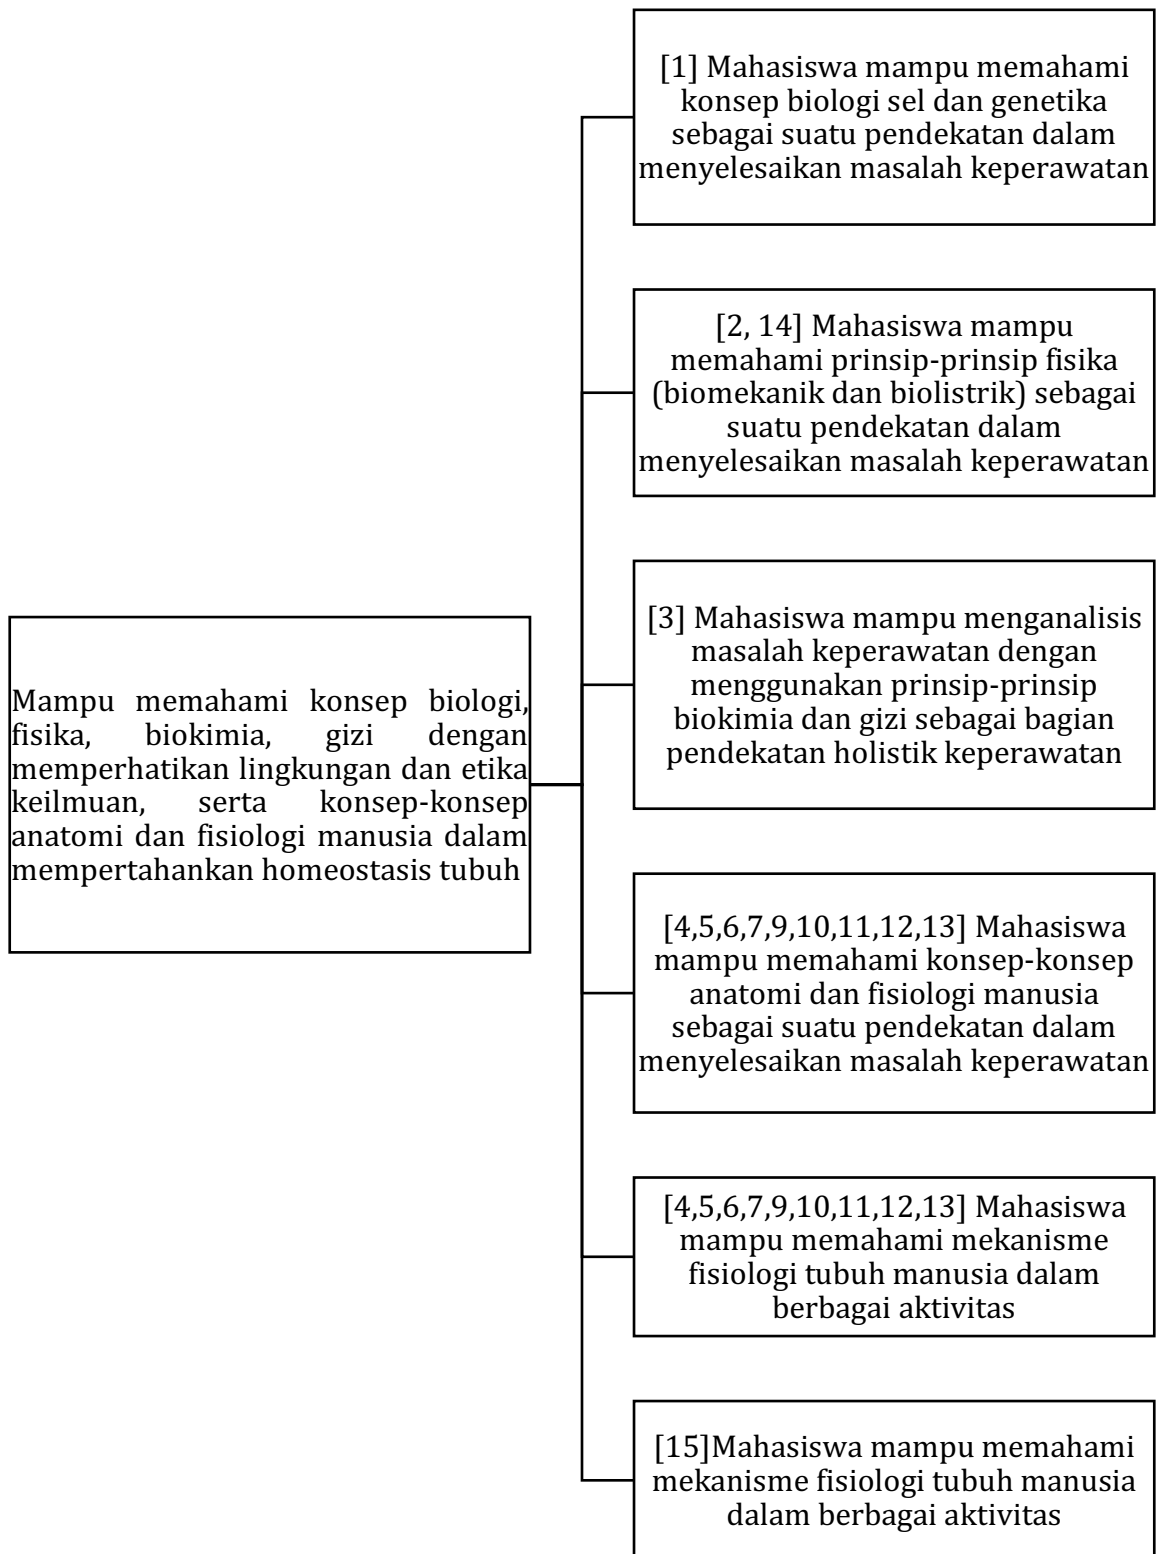 [1] Mahasiswa mampu memahami
konsep biologi sel dan genetika
sebagai suatu pendekatan dalam
menyelesaikan masalah keperawatan
[2, 14] Mahasiswa mampu
memahami prinsip-prinsip fisika
(biomekanik dan biolistrik) sebagai
suatu pendekatan dalam
menyelesaikan masalah keperawatan
[3] Mahasiswa mampu menganalisis
masalah keperawatan dengan
menggunakan prinsip-prinsip
biokimia dan gizi sebagai bagian
pendekatan holistik keperawatan
Mampu memahami konsep biologi,
fisika, biokimia, gizi dengan
memperhatikan lingkungan dan etika
keilmuan, serta konsep-konsep
anatomi dan fisiologi manusia dalam
mempertahankan homeostasis tubuh
[4,5,6,7,9,10,11,12,13] Mahasiswa
mampu memahami konsep-konsep
anatomi dan fisiologi manusia
sebagai suatu pendekatan dalam
menyelesaikan masalah keperawatan
[4,5,6,7,9,10,11,12,13] Mahasiswa
mampu memahami mekanisme
fisiologi tubuh manusia dalam
berbagai aktivitas
[15]Mahasiswa mampu memahami
mekanisme fisiologi tubuh manusia
dalam berbagai aktivitas